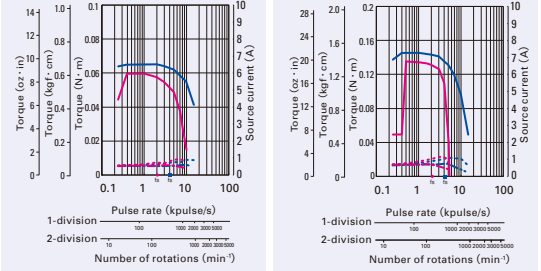 Torque (oz · in)
14
12
10
8
6
4
2
0
Torque (kgf · cm)
1.0
0.8
0.6
0.4
0.2
0
Torque (N · m)
0.1
0.08
0.06
0.04
0.02
0
10
9
8
7
6
5
4
3
2
1
0
Source current (A)
fs fs
0.1 1 10 100
Pulse rate (kpulse/s)
1-division
100 1000 2000 3000 5000
2-division
10 100 1000 2000 3000 5000
Number of rotations (min⁻¹)
Torque (oz · in)
28
24
20
16
12
8
4
0
Torque (kgf · cm)
2.0
1.6
1.2
0.8
0.4
0
Torque (N · m)
0.2
0.16
0.12
0.08
0.04
0
10
9
8
7
6
5
4
3
2
1
0
Source current (A)
fs fs
0.1 1 10 100
Pulse rate (kpulse/s)
1-division
100 1000 2000 3000 5000
2-division
10 100 1000 2000 3000 5000
Number of rotations (min⁻¹)